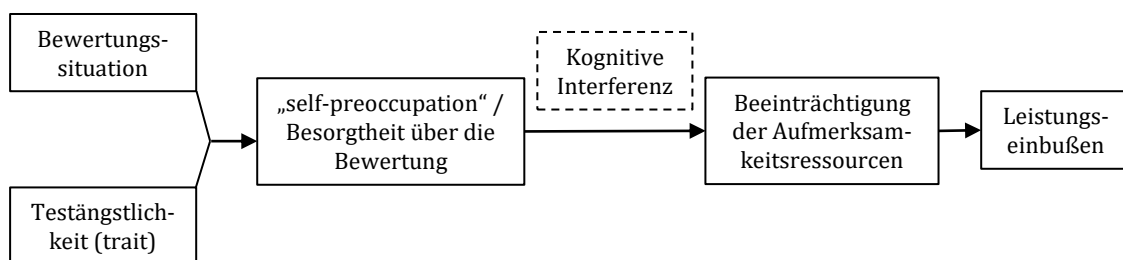 Bewertungs-
situation
Testängstlich-
keit (trait)
„self-preoccupation“ /
Besorgtheit über die
Bewertung
Kognitive
Interferenz
Beeinträchtigung
der Aufmerksam-
keitsressourcen
Leistungs-
einbußen